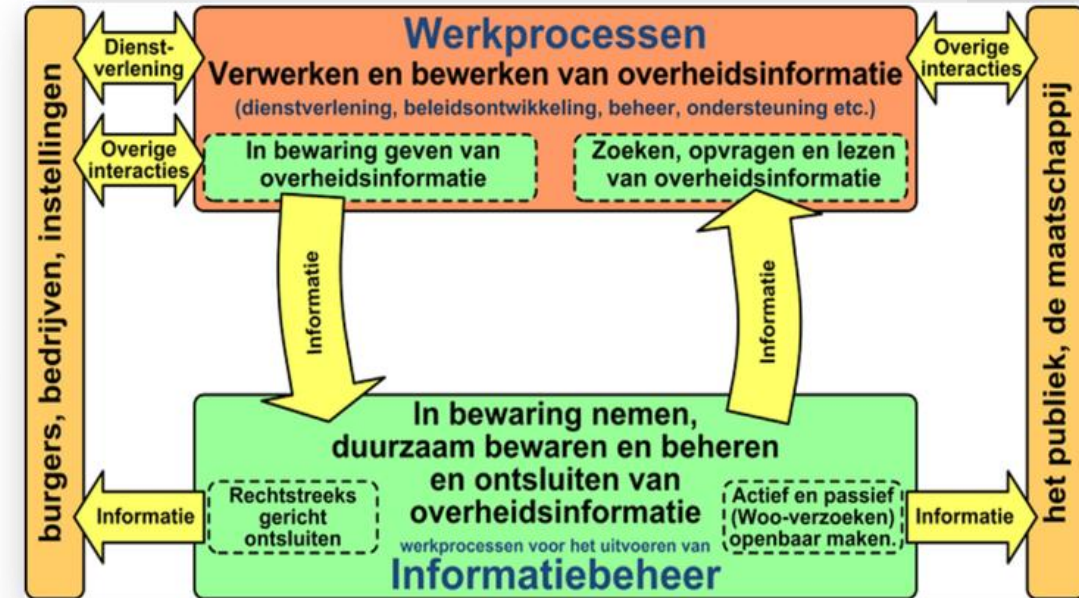 burgers, bedrijven, instellingen
Dienst-
verlening
Overige
interacties
Werkprocessen
Verwerken en bewerken van overheidsinformatie
(dienstverlening, beleidsontwikkeling, beheer, ondersteuning etc.)
In bewaring geven van
overheidsinformatie
Zoeken, opvragen en lezen
van overheidsinformatie
Overige
interacties
het publiek, de maatschappij
Informatie
Informatie
In bewaring nemen,
duurzaam bewaren en beheren
en ontsluiten van
overheidsinformatie
werkprocessen voor het uitvoeren van
Informatiebeheer
Informatie
Rechtstreeks
gericht
ontsluiten
Actief en passief
(Woo-verzoeken)
openbaar maken.
Informatie